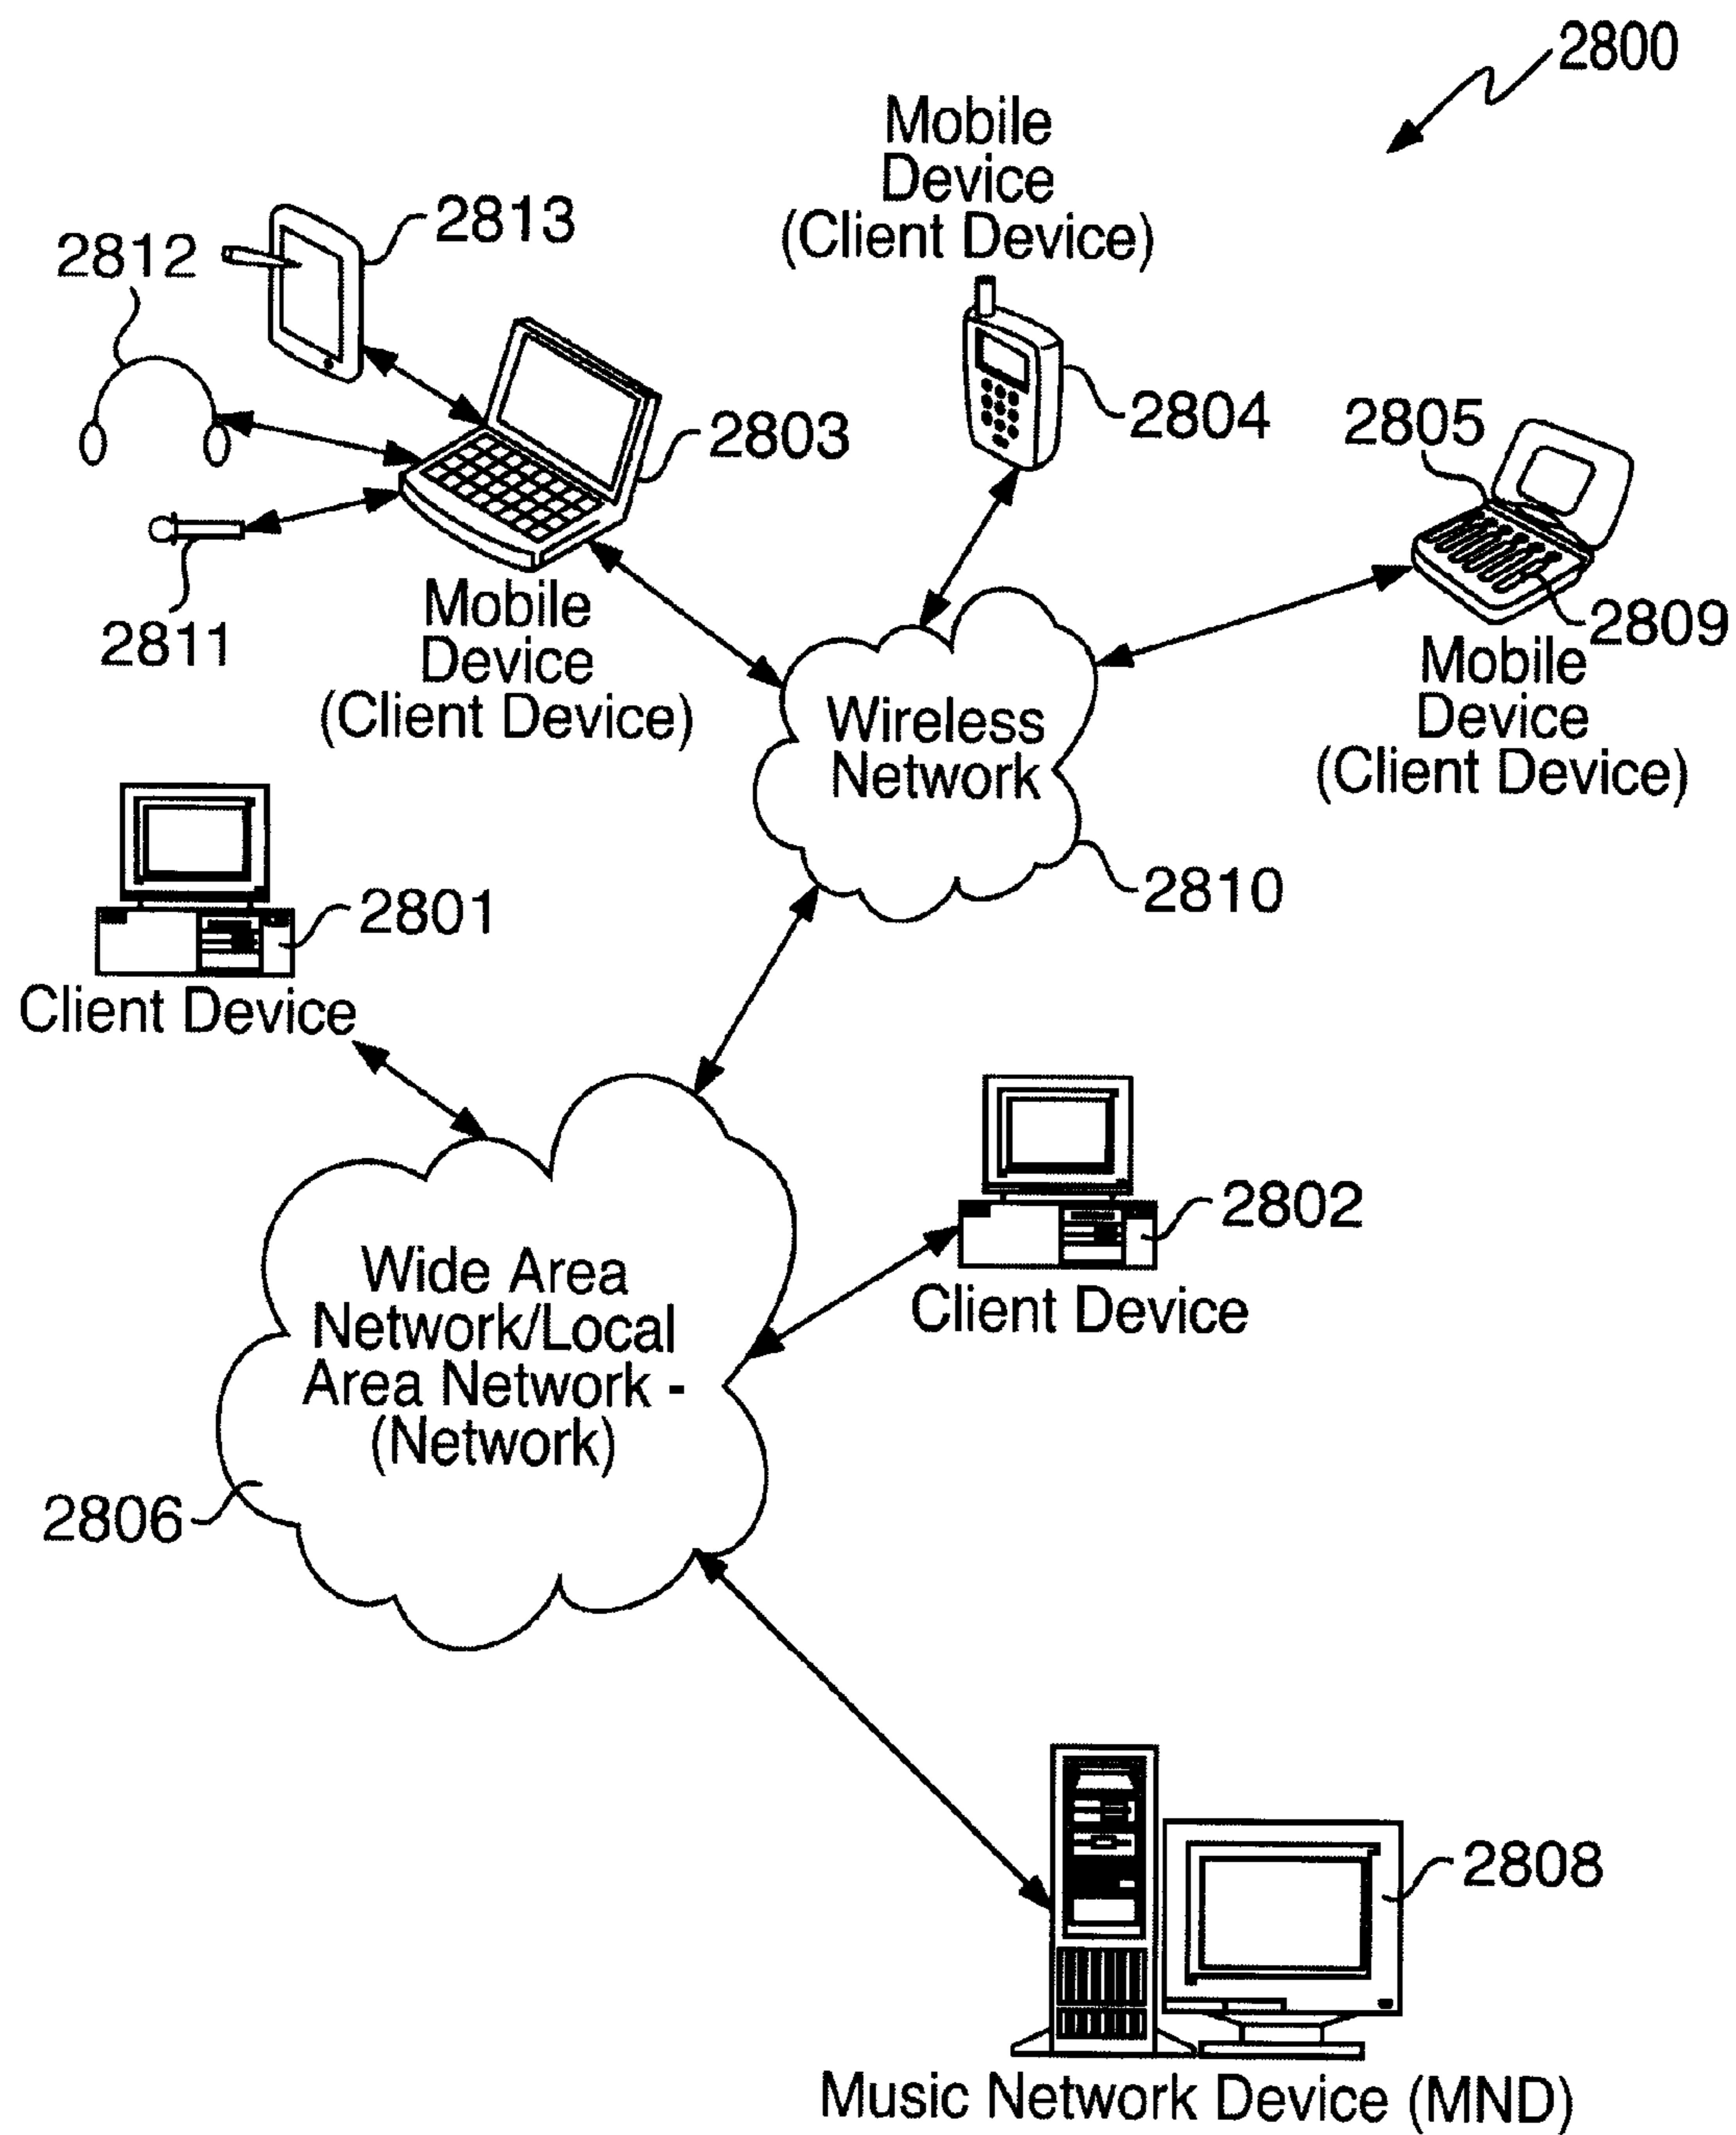 2800
Mobile
Device
(Client Device)
2813
2812
2803
2804
2805
2811
2809
Mobile
Device
(Client Device)
Mobile
Device
(Client Device)
Wireless
Network
2810
2801
Client Device
2802
Client Device
Wide Area
Network/Local
Area Network -
(Network)
2806
2808
Music Network Device (MND)